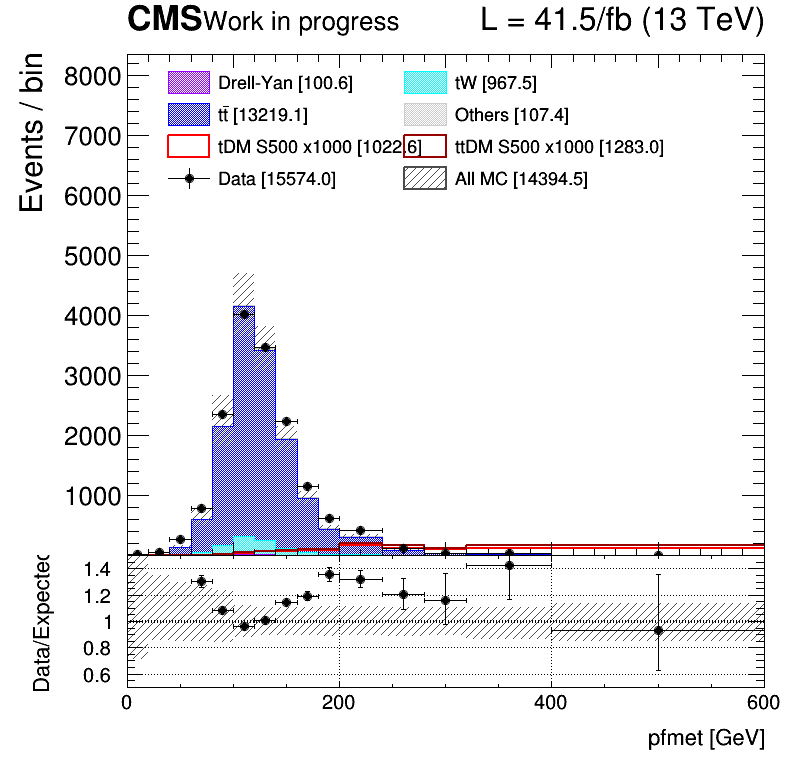 CMS Work in progress L = 41.5/fb (13 TeV)
Events / bin
8000
7000
6000
5000
4000
3000
2000
1000
Drell-Yan [100.6] tW [967.5]
tt̄ [13219.1] Others [107.4]
tDM S500 x1000 [1022.6] ttDM S500 x1000 [1283.0]
Data [15574.0] All MC [14394.5]
Data/Expected
1.4
1.2
1
0.8
0.6
0 200 400 600
pfmet [GeV]